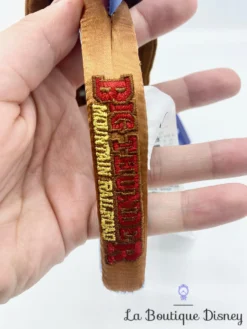 BIG THUNDER
MOUNTAIN RAILROAD
La Boutique Disney